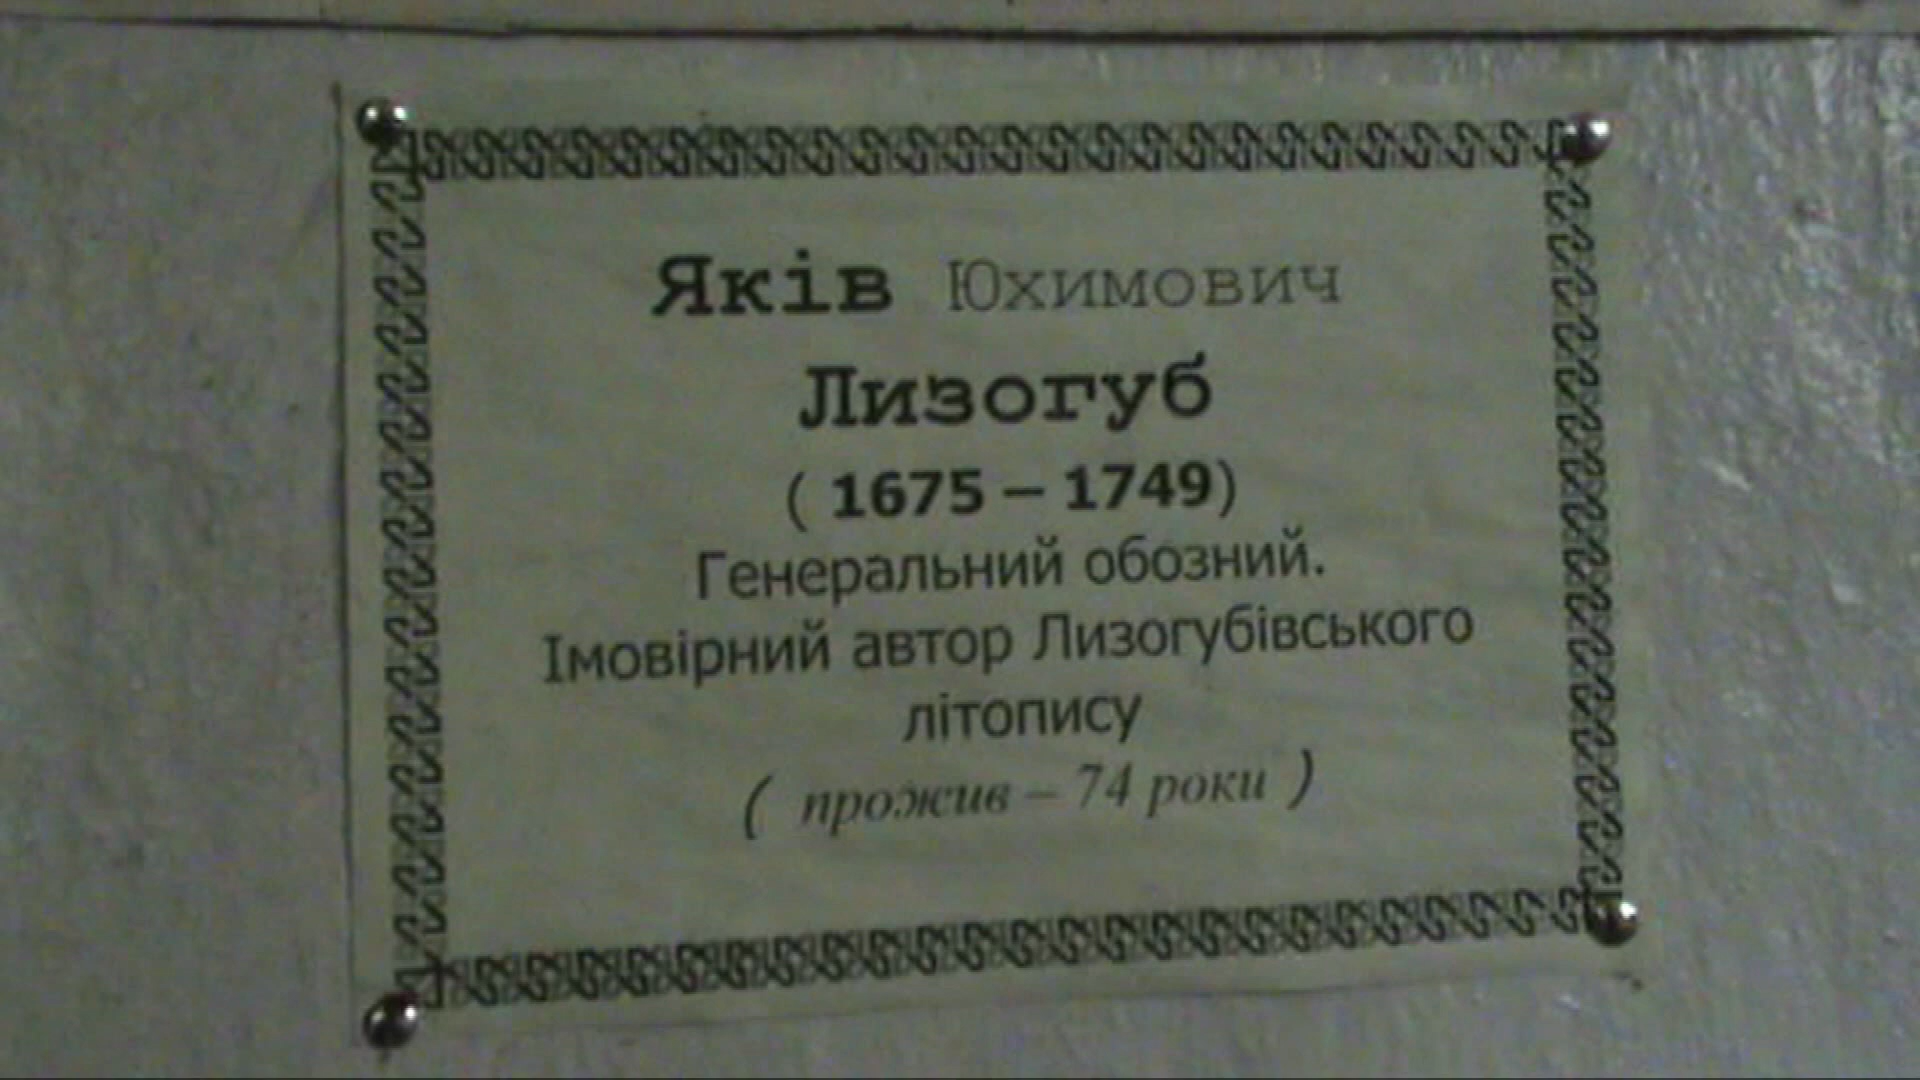 Яків Юхимович
Лизогуб
( 1675 – 1749)
Генеральний обозний.
Імовірний автор Лизогубівського
літопису
( прожив – 74 роки )